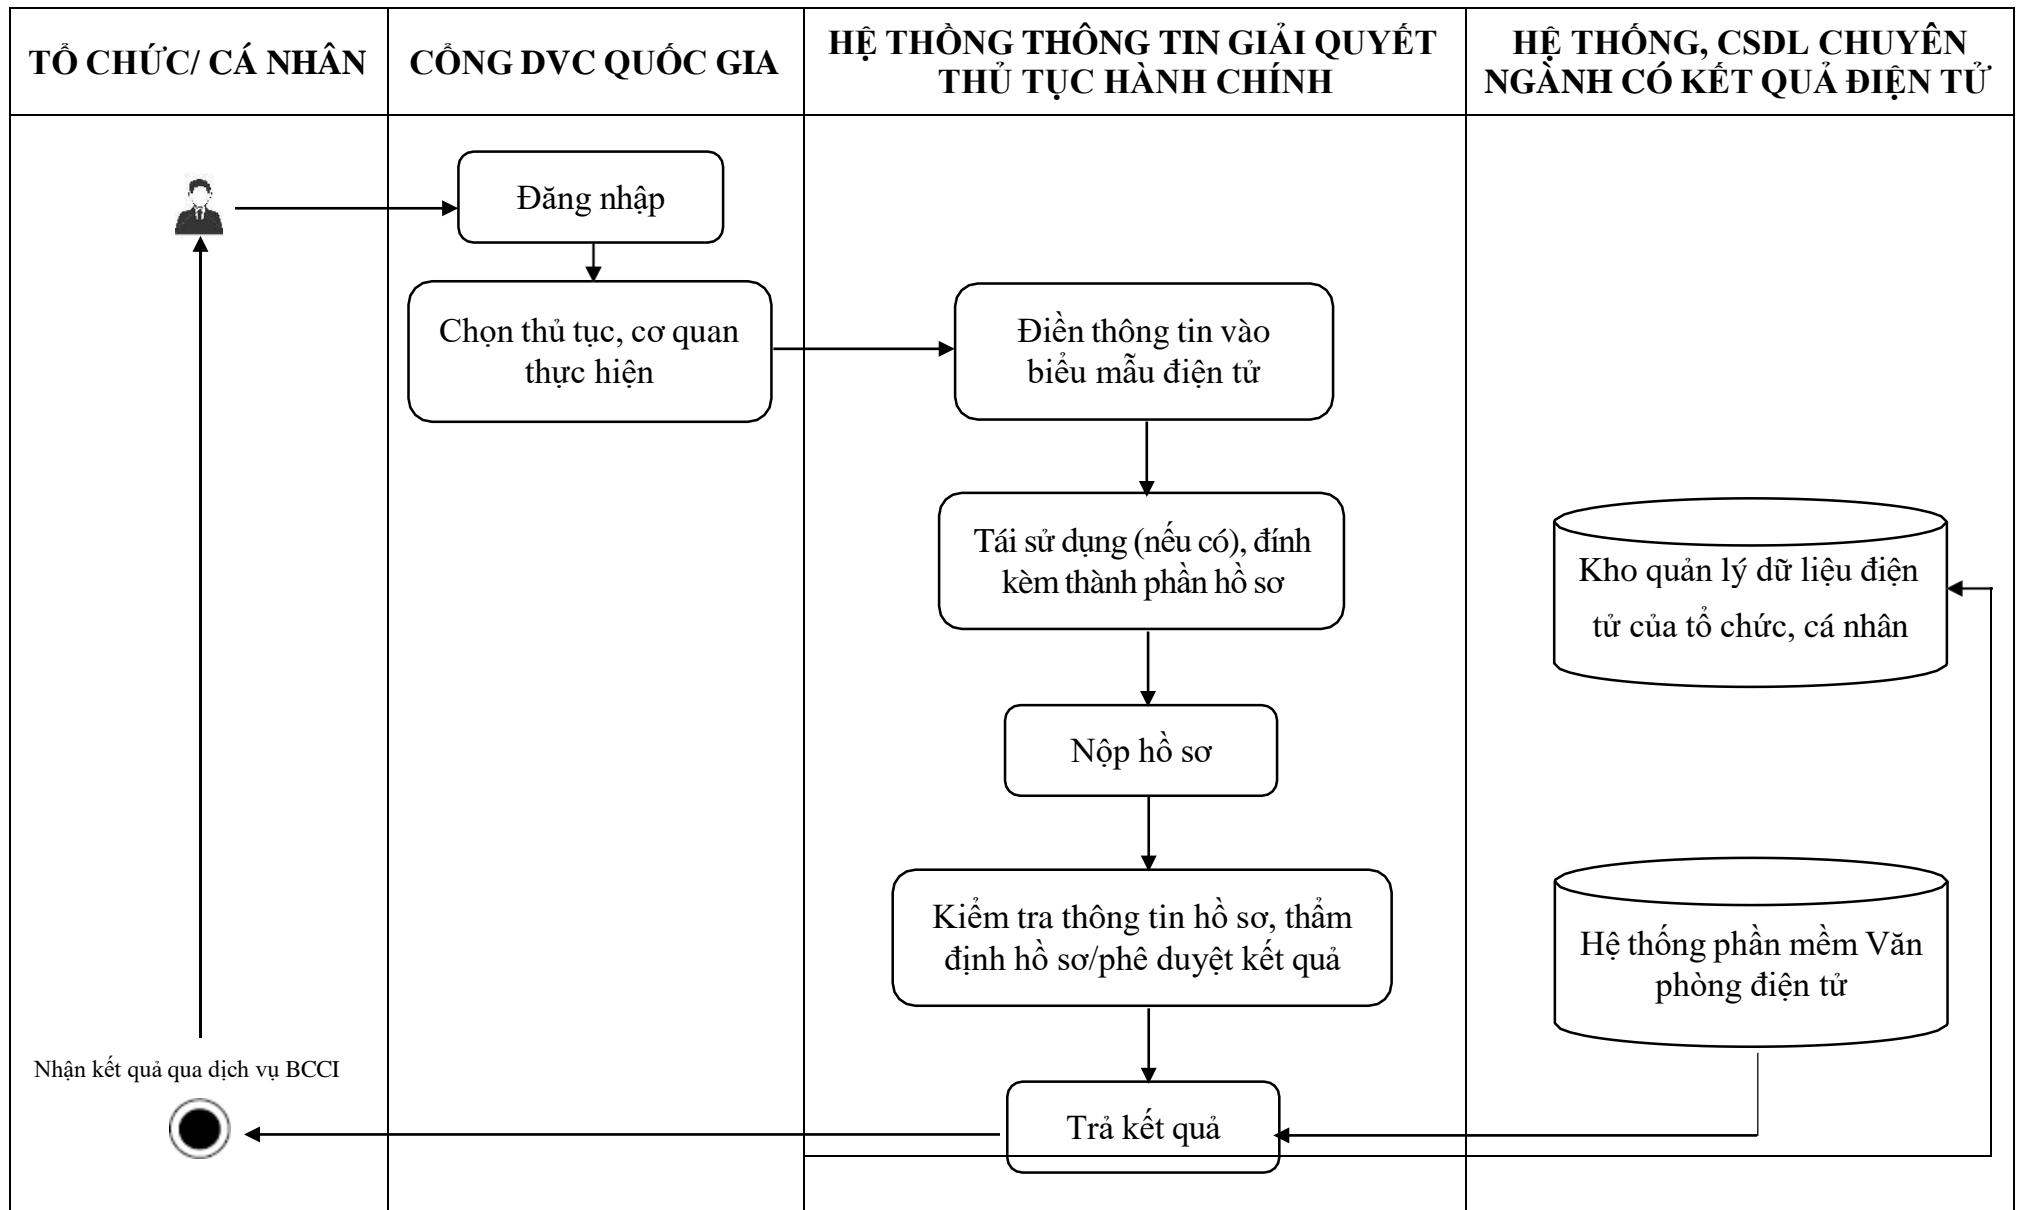 TỔ CHỨC/ CÁ NHÂN
CỔNG DVC QUỐC GIA
HỆ THỒNG THÔNG TIN GIẢI QUYẾT
THỦ TỤC HÀNH CHÍNH
HỆ THỐNG, CSDL CHUYÊN
NGÀNH CÓ KẾT QUẢ ĐIỆN TỬ
Đăng nhập
Chọn thủ tục, cơ quan
thực hiện
Điền thông tin vào
biểu mẫu điện tử
Tái sử dụng (nếu có), đính
kèm thành phần hồ sơ
Kho quản lý dữ liệu điện
tử của tổ chức, cá nhân
Nộp hồ sơ
Kiểm tra thông tin hồ sơ, thẩm
định hồ sơ/phê duyệt kết quả
Hệ thống phần mềm Văn
phòng điện tử
Nhận kết quả qua dịch vụ BCCI
Trả kết quả